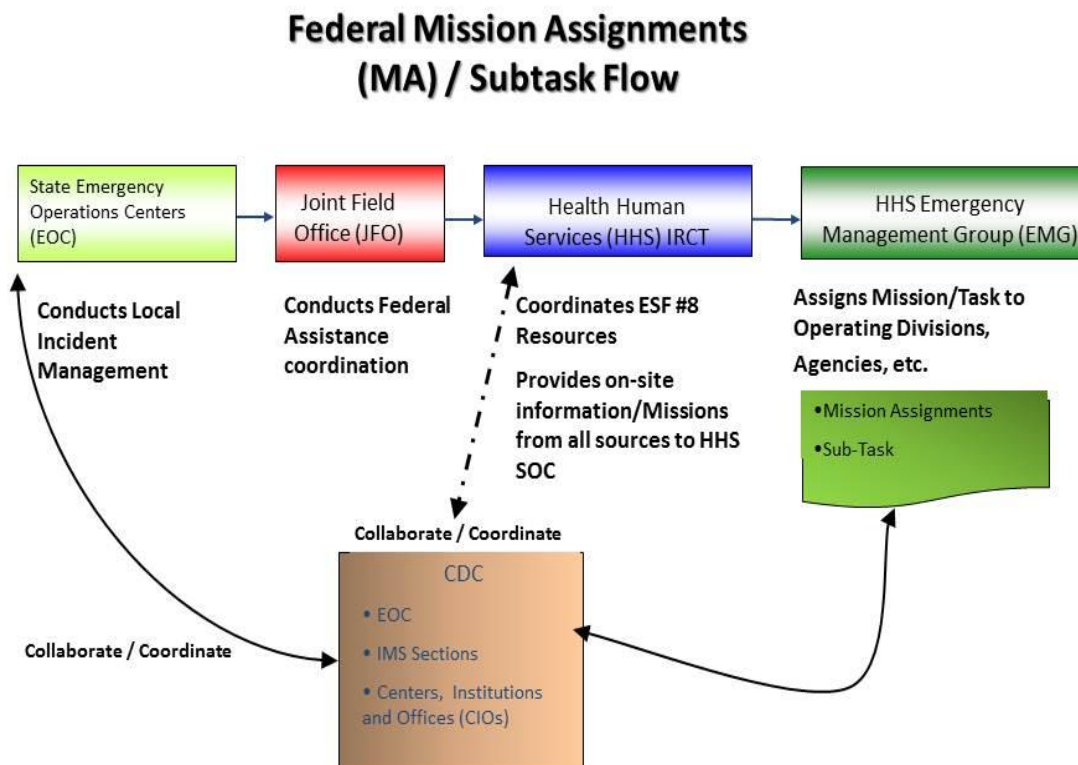 Federal Mission Assignments
(MA) / Subtask Flow
State Emergency
Operations Centers
(EOC)
Joint Field
Office (JFO)
Health Human
Services (HHS) IRCT
HHS Emergency
Management Group (EMG)
Conducts Local
Incident
Management
Conducts Federal
Assistance
coordination
Coordinates ESF #8
Resources
Provides on-site
information/Missions
from all sources to HHS
SOC
Assigns Mission/Task to
Operating Divisions,
Agencies, etc.
•Mission Assignments
•Sub-Task
Collaborate / Coordinate
CDC
• EOC
• IMS Sections
• Centers, Institutions
and Offices (CIOs)
Collaborate / Coordinate